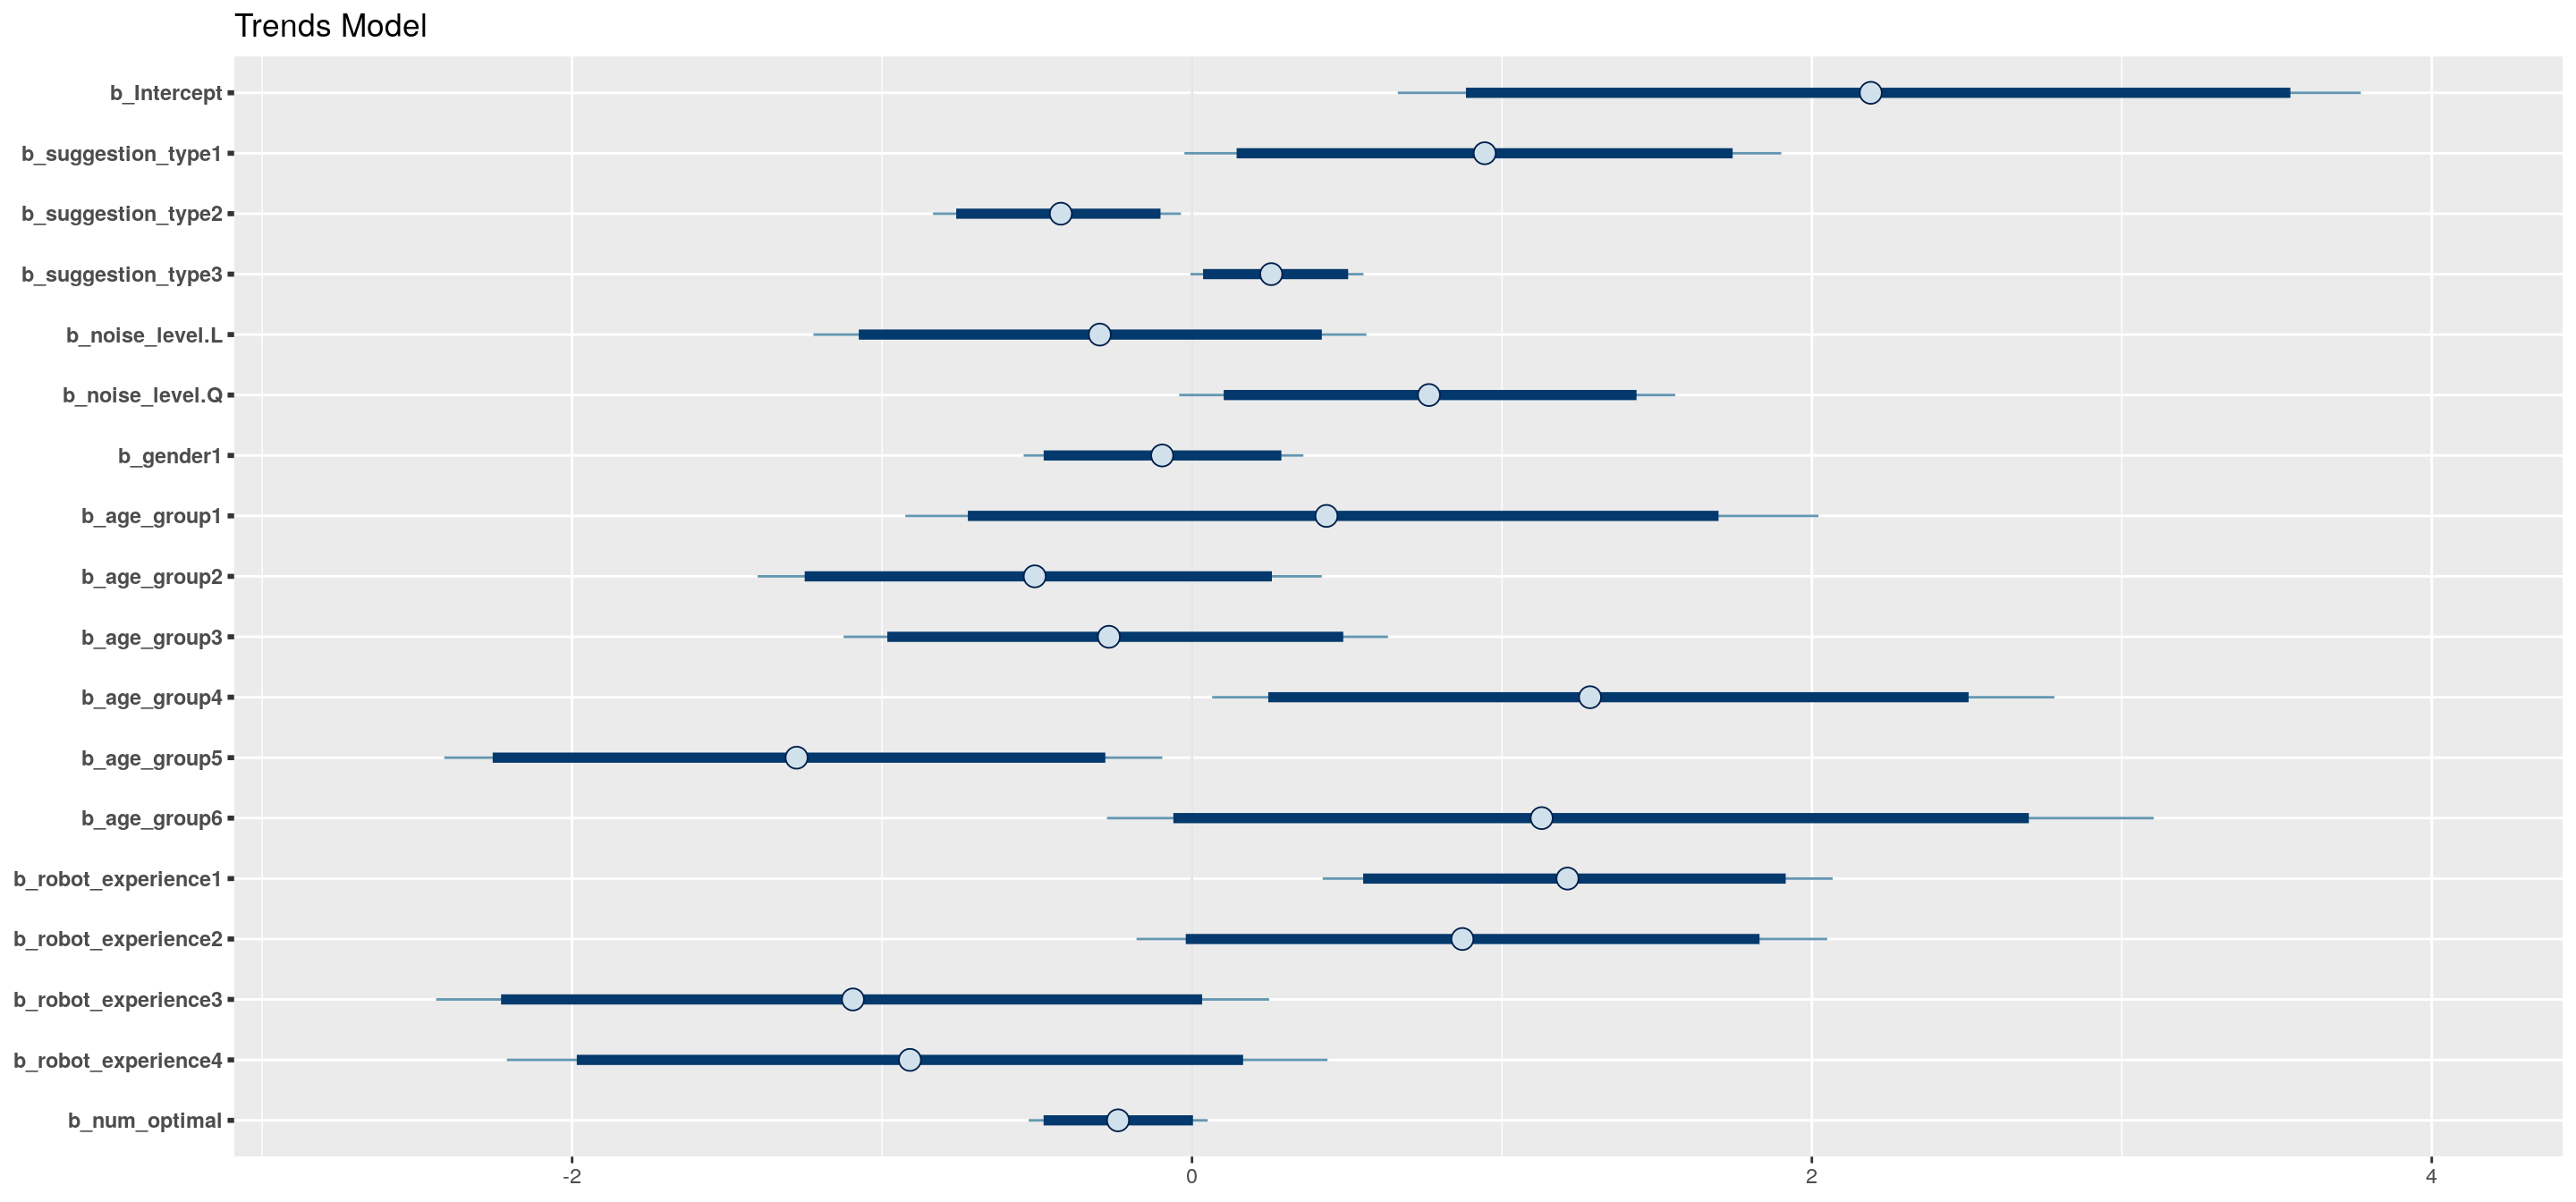 Trends Model
b_Intercept
b_suggestion_type1
b_suggestion_type2
b_suggestion_type3
b_noise_level.L
b_noise_level.Q
b_gender1
b_age_group1
b_age_group2
b_age_group3
b_age_group4
b_age_group5
b_age_group6
b_robot_experience1
b_robot_experience2
b_robot_experience3
b_robot_experience4
b_num_optimal
-2 0 2 4